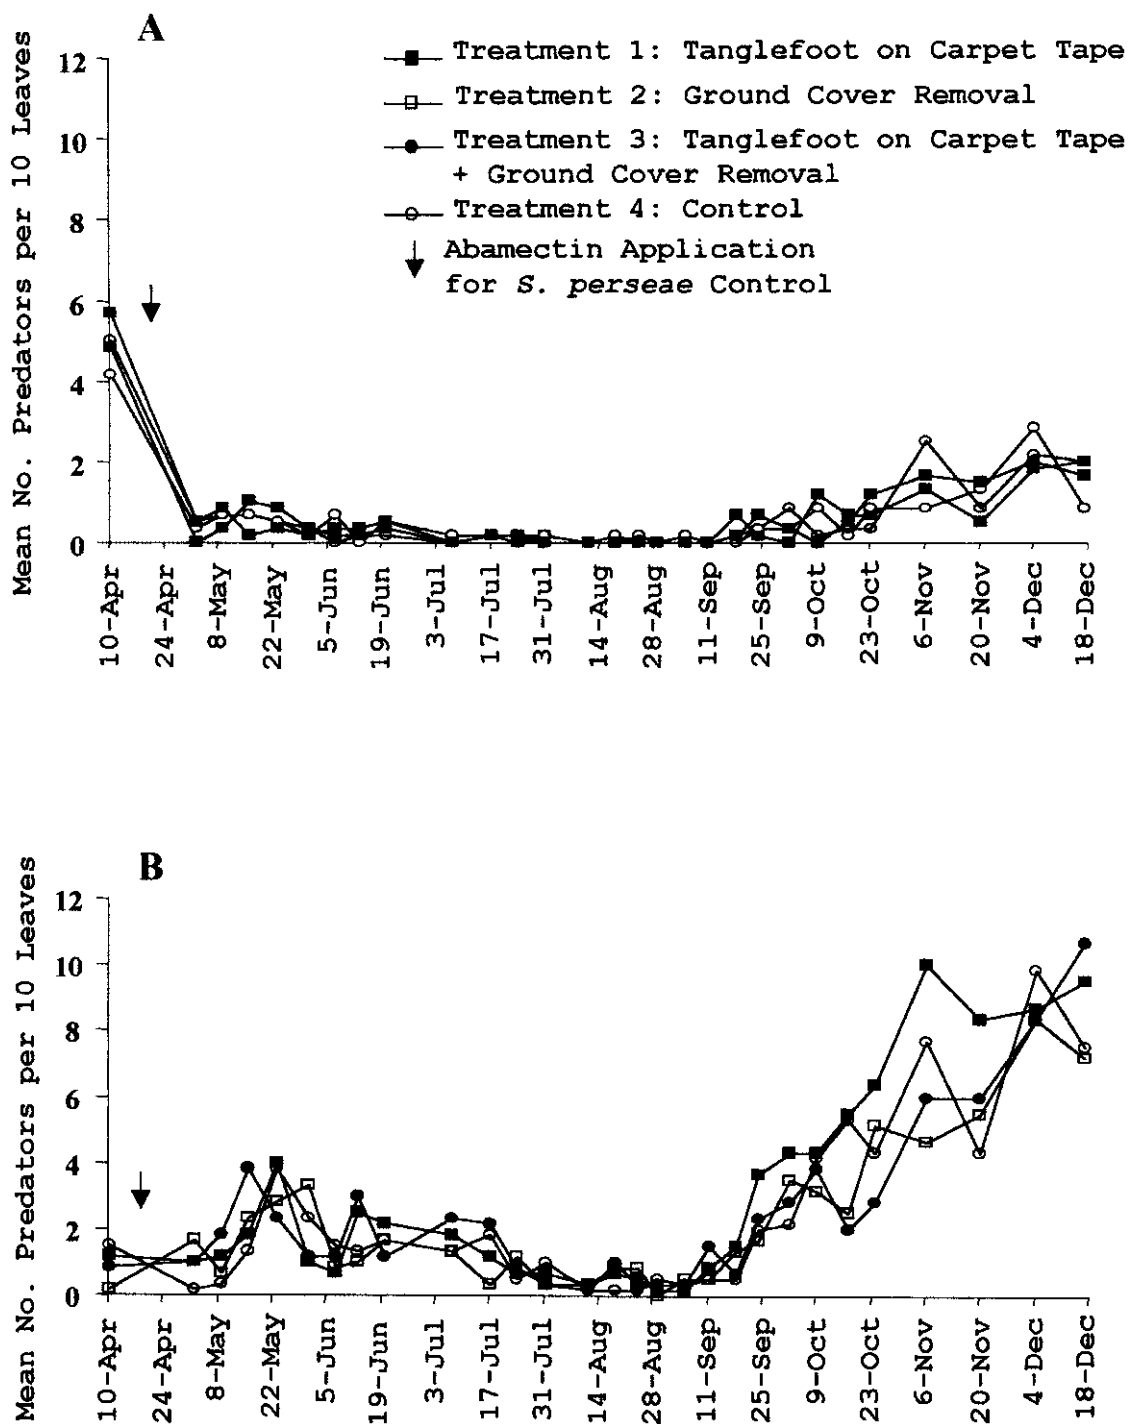 A
Treatment 1: Tanglefoot on Carpet Tape
Treatment 2: Ground Cover Removal
Treatment 3: Tanglefoot on Carpet Tape
+ Ground Cover Removal
Treatment 4: Control
Abamectin Application
for S. perseae Control
Mean No. Predators per 10 Leaves
12
10
8
6
4
2
0
10-Apr
24-Apr
8-May
22-May
5-Jun
19-Jun
3-Jul
17-Jul
31-Jul
14-Aug
28-Aug
11-Sep
25-Sep
9-Oct
23-Oct
6-Nov
20-Nov
4-Dec
18-Dec
B
Mean No. Predators per 10 Leaves
12
10
8
6
4
2
0
10-Apr
24-Apr
8-May
22-May
5-Jun
19-Jun
3-Jul
17-Jul
31-Jul
14-Aug
28-Aug
11-Sep
25-Sep
9-Oct
23-Oct
6-Nov
20-Nov
4-Dec
18-Dec